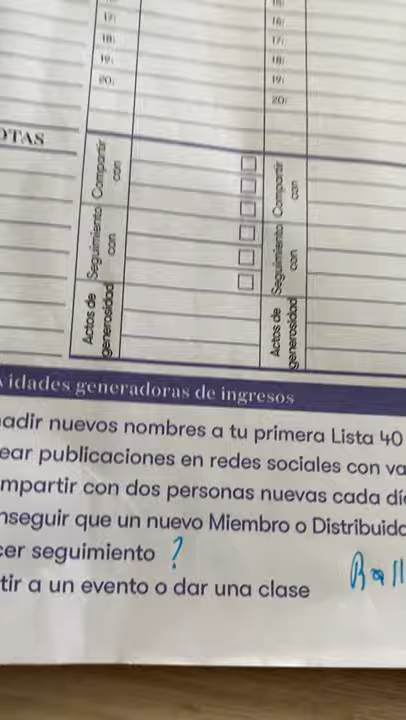 17:
18:
19:
20:
16:
17:
18:
19:
20:
OTAS
Compartir
con
Seguimiento
con
Actos de
generosidad
Compartir
con
Seguimiento
con
Actos de
generosidad
idades generadoras de ingresos
adir nuevos nombres a tu primera Lista 40
ear publicaciones en redes sociales con va
mpartir con dos personas nuevas cada dí
nseguir que un nuevo Miembro o Distribuido
cer seguimiento ?
tir a un evento o dar una clase